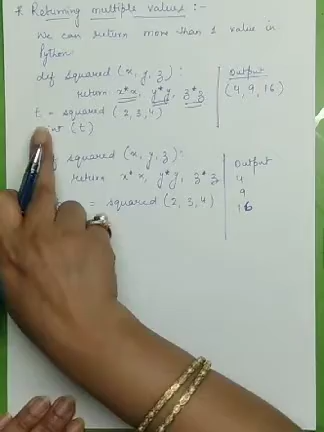 * Returning multiple values :-
We can return more than 1 value in
Python
def squared (x, y, z) :
return x*x, y*y, z*z
t = squared (2,3,4)
int (t)
Output
(4, 9, 16)
squared (x, y, z) :
return x*x, y*y, z*z
= squared (2, 3, 4)
Output
4
9
16